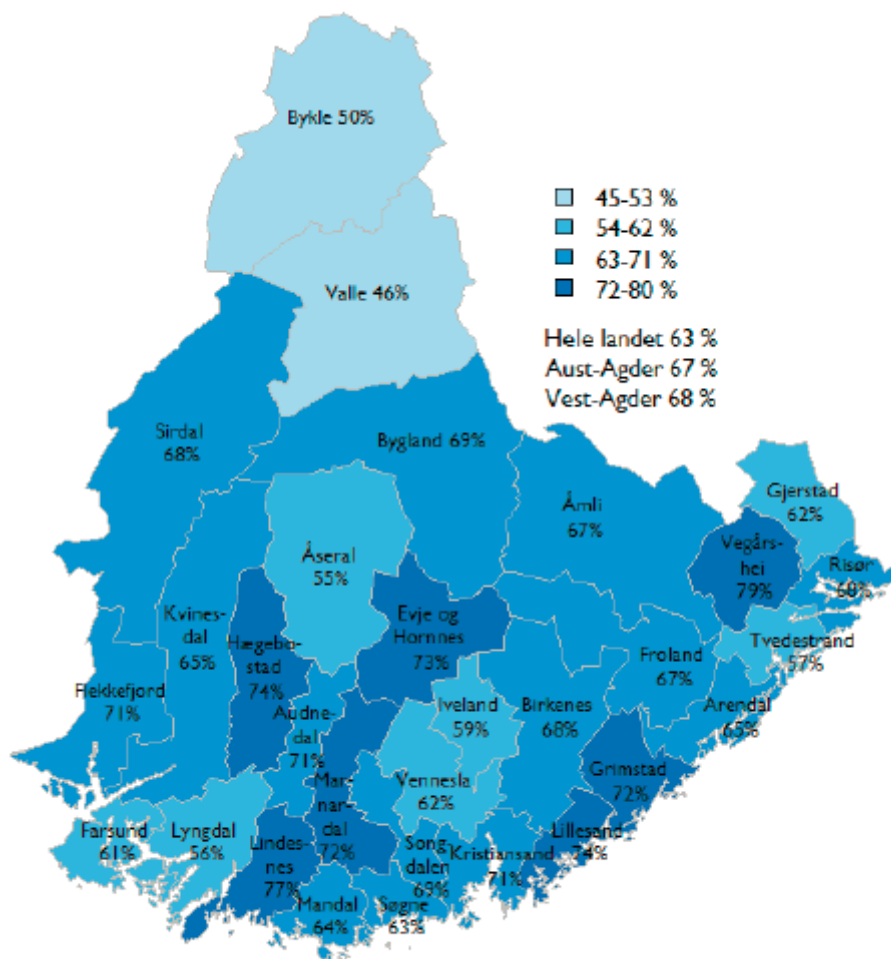 Bykle 50%
45-53 %
54-62 %
63-71 %
72-80 %
Valle 46%
Hele landet 63 %
Aust-Agder 67 %
Vest-Agder 68 %
Sirdal
68%
Bygland 69%
Gjerstad
62%
Åmli
67%
Vegårs-
hei
79%
Risør
68%
Åseral
55%
Kvines-
dal
65%
Hægebo-
stad
74%
Evje og
Hornnes
73%
Tvedestrand
57%
Froland
67%
Flekkefjord
71%
Audne-
dal
71%
Iveland
59%
Birkenes
68%
Arendal
65%
Grimstad
72%
Mar-
nar-
dal
72%
Vennesla
62%
Farsund
61%
Lyngdal
56%
Lindes-
nes
77%
Song
dalen
69%
Kristiansand
71%
Lillesand
74%
Mandal
64%
Søgne
63%